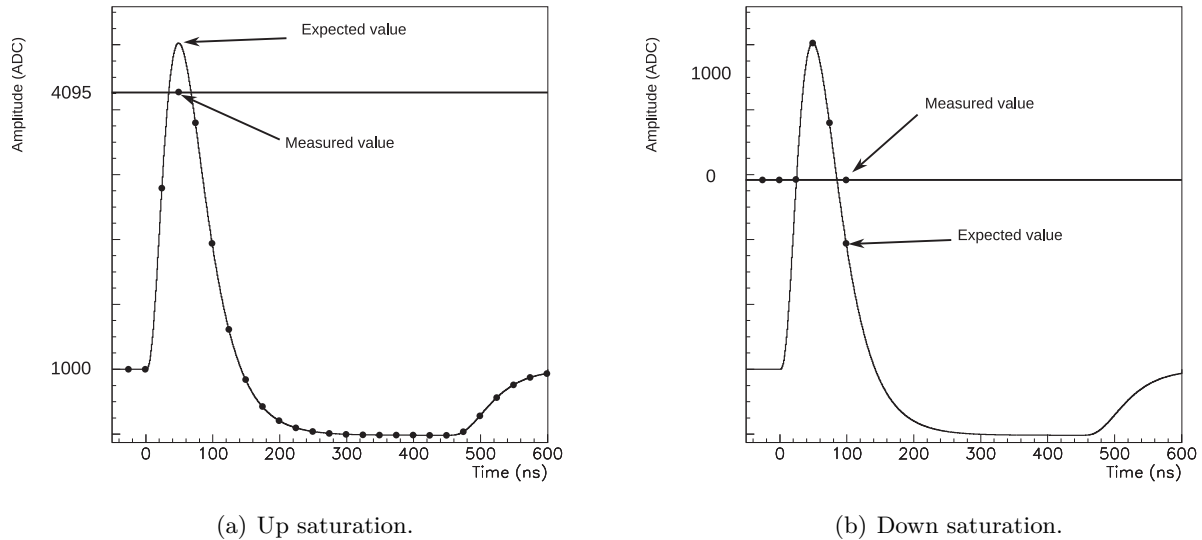 Amplitude (ADC)
Expected value
4095
Measured value
1000
0 100 200 300 400 500 600
Time (ns)
(a) Up saturation.
Amplitude (ADC)
1000
Measured value
0
Expected value
0 100 200 300 400 500 600
Time (ns)
(b) Down saturation.